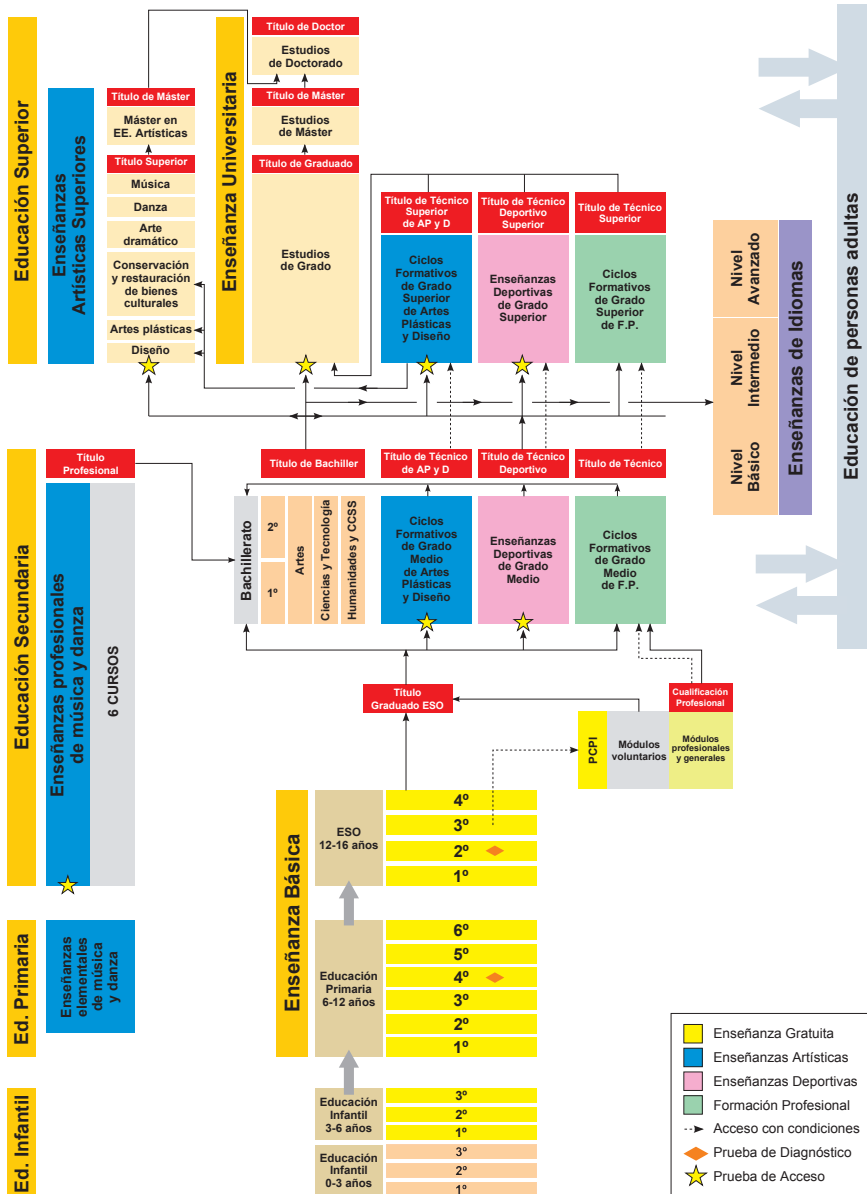 Educación Superior
Enseñanzas
Artísticas Superiores
Título de Máster
Máster en
EE. Artísticas
Título Superior
Música
Danza
Arte
dramático
Conservación
y restauración
de bienes
culturales
Artes plásticas
Diseño
Enseñanza Universitaria
Título de Doctor
Estudios
de Doctorado
Título de Máster
Estudios
de Máster
Título de Graduado
Estudios
de Grado
Título de Técnico
Superior
de AP y D
Ciclos
Formativos
de Grado
Superior
de Artes
Plásticas
y Diseño
Título de Técnico
Deportivo
Superior
Enseñanzas
Deportivas
de Grado
Superior
Título de Técnico
Superior
Ciclos
Formativos
de Grado
Superior
de F.P.
Nivel
Avanzado
Nivel
Intermedio
Nivel
Básico
Enseñanzas de Idiomas
Educación de personas adultas
Educación Secundaria
Título
Profesional
Enseñanzas profesionales
de música y danza
6 CURSOS
Título de Bachiller
Bachillerato
2º
1º
Artes
Ciencias y Tecnología
Humanidades y CCSS
Título de Técnico
de AP y D
Ciclos
Formativos
de Grado
Medio
de Artes
Plásticas
y Diseño
Título de Técnico
Deportivo
Enseñanzas
Deportivas
de Grado
Medio
Título de Técnico
Ciclos
Formativos
de Grado
Medio
de F.P.
Título
Graduado ESO
Cualificación
Profesional
PCPI
Módulos
voluntarios
Módulos
profesionales
y generales
Enseñanza Básica
ESO
12-16 años
4º
3º
2º
1º
Ed. Primaria
Enseñanzas
elementales
de música
y danza
Educación
Primaria
6-12 años
6º
5º
4º
3º
2º
1º
Ed. Infantil
Educación
Infantil
3-6 años
3º
2º
1º
Educación
Infantil
0-3 años
3º
2º
1º
Enseñanza Gratuita
Enseñanzas Artísticas
Enseñanzas Deportivas
Formación Profesional
Acceso con condiciones
Prueba de Diagnóstico
Prueba de Acceso